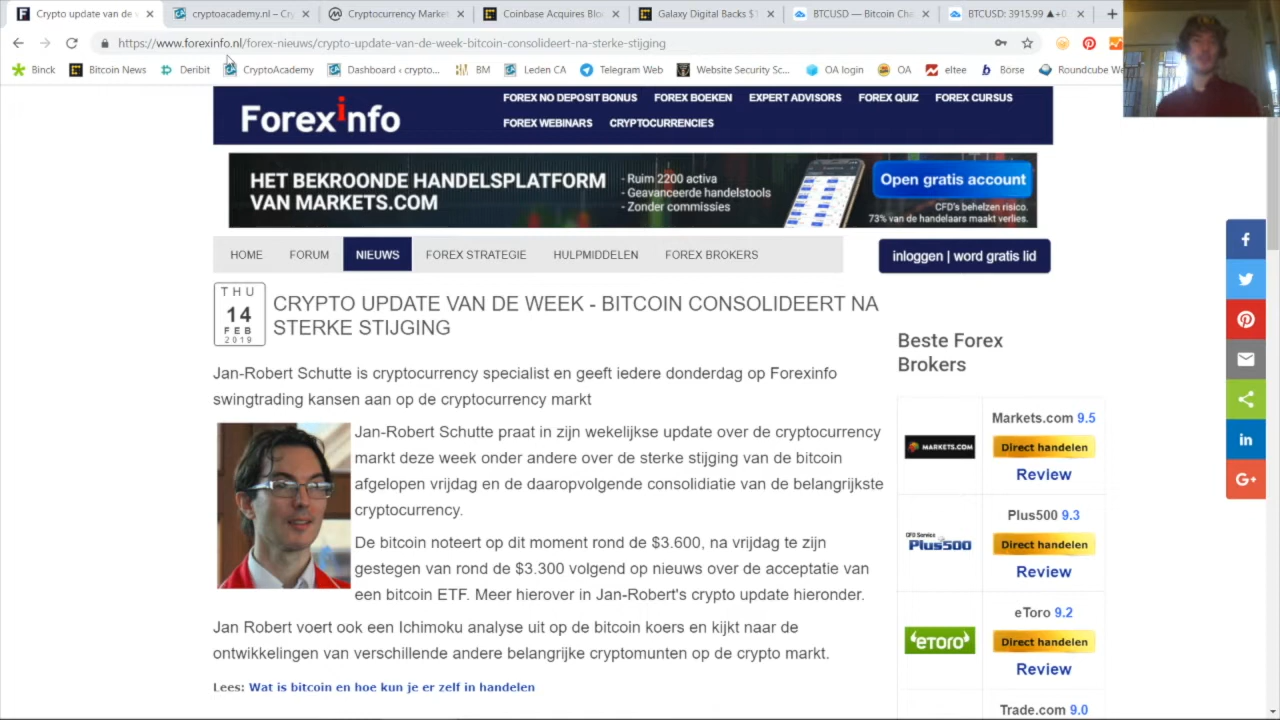 Crypto update van de v
cryptoacademy.nl – Cry
Cryptocurrency Market
Coinbase Acquires Bloc
Galaxy Digital Backs $1
BTCUSD — Bitcoin Cha
BTCUSD: 3915.99 ▲+0.
https://www.forexinfo.nl/forex-nieuws/crypto-update-van-de-week-bitcoin-consolideert-na-sterke-stijging
Binck
Bitcoin News
Deribit
CryptoAcademy
Dashboard ‹ crypto...
BM
Leden CA
Telegram Web
Website Security Sc...
OA login
OA
eltee
Börse
Roundcube We
Forexinfo
FOREX NO DEPOSIT BONUS FOREX BOEKEN EXPERT ADVISORS FOREX QUIZ FOREX CURSUS
FOREX WEBINARS CRYPTOCURRENCIES
HET BEKROONDE HANDELSPLATFORM
VAN MARKETS.COM
- Ruim 2200 activa
- Geavanceerde handelstools
- Zonder commissies
Open gratis account
CFD's behelzen risico.
73% van de handelaars maakt verlies.
HOME FORUM NIEUWS FOREX STRATEGIE HULPMIDDELEN FOREX BROKERS
inloggen | word gratis lid
THU
14
FEB
2019
CRYPTO UPDATE VAN DE WEEK - BITCOIN CONSOLIDEERT NA
STERKE STIJGING
Jan-Robert Schutte is cryptocurrency specialist en geeft iedere donderdag op Forexinfo
swingtrading kansen aan op de cryptocurrency markt
Jan-Robert Schutte praat in zijn wekelijkse update over de cryptocurrency
t deze week onder andere over de sterke stijging van de bitcoin
afgelopen vrijdag en de daaropvolgende consolidiatie van de belangrijkste
cryptocurrency.
De bitcoin noteert op dit moment rond de $3.600, na vrijdag te zijn
gestegen van rond de $3.300 volgend op nieuws over de acceptatie van
een bitcoin ETF. Meer hierover in Jan-Robert's crypto update hieronder.
Jan Robert voert ook een Ichimoku analyse uit op de bitcoin koers en kijkt naar de
ontwikkelingen van verschillende andere belangrijke cryptomunten op de crypto markt.
Lees: Wat is bitcoin en hoe kun je er zelf in handelen
Beste Forex
Brokers
MARKETS.COM
Markets.com 9.5
Direct handelen
Review
CFD Service
Plus500
Plus500 9.3
Direct handelen
Review
eToro
eToro 9.2
Direct handelen
Review
Trade.com 9.0
f
in
G+